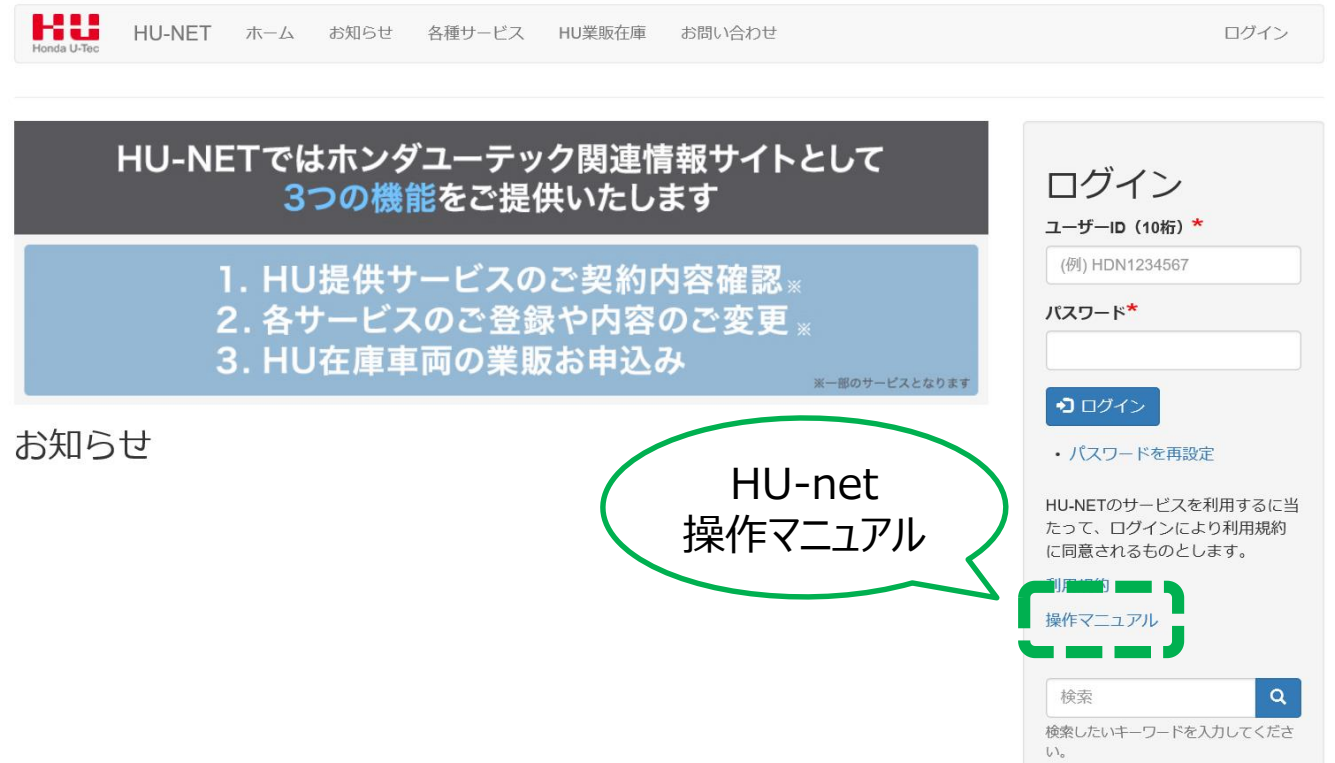 HU
Honda U-Tec
HU-NET ホーム お知らせ 各種サービス HU業販在庫 お問い合わせ ログイン
HU-NETではホンダユーテック関連情報サイトとして
3つの機能をご提供いたします
1. HU提供サービスのご契約内容確認※
2. 各サービスのご登録や内容のご変更※
3. HU在庫車両の業販お申込み
※一部のサービスとなります
お知らせ
HU-net
操作マニュアル
ログイン
ユーザーID（10桁）*
(例) HDN1234567
パスワード*
ログイン
・パスワードを再設定
HU-NETのサービスを利用するに当
たって、ログインにより利用規約
に同意されるものとします。
利用規約
操作マニュアル
検索
検索したいキーワードを入力してくださ
い。